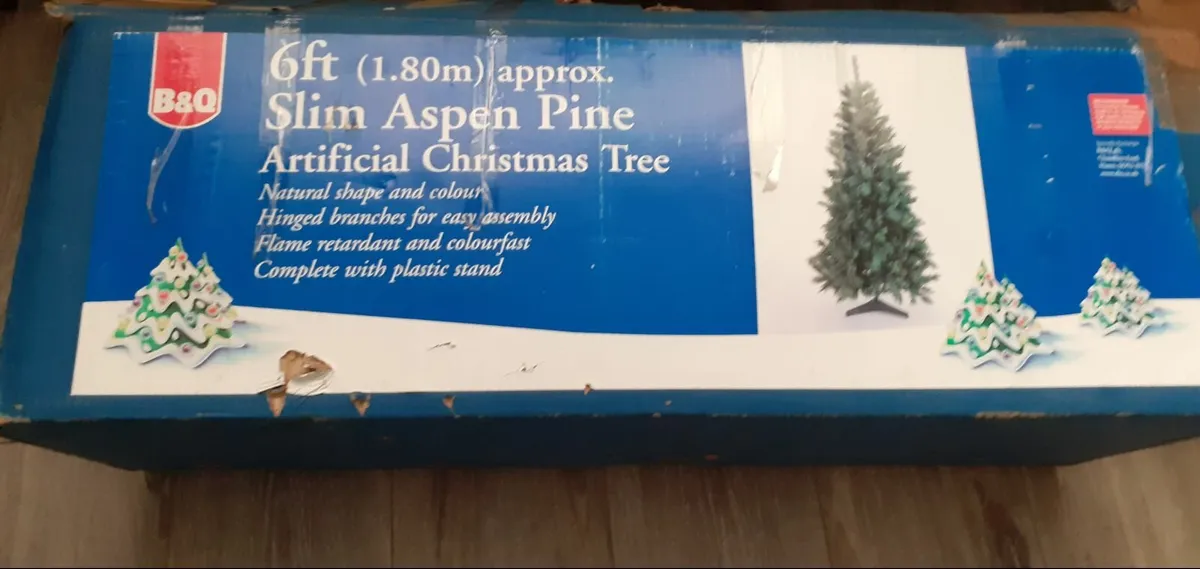 B&Q
6ft (1.80m) approx.
Slim Aspen Pine
Artificial Christmas Tree
Natural shape and colour
Hinged branches for easy assembly
Flame retardant and colourfast
Complete with plastic stand